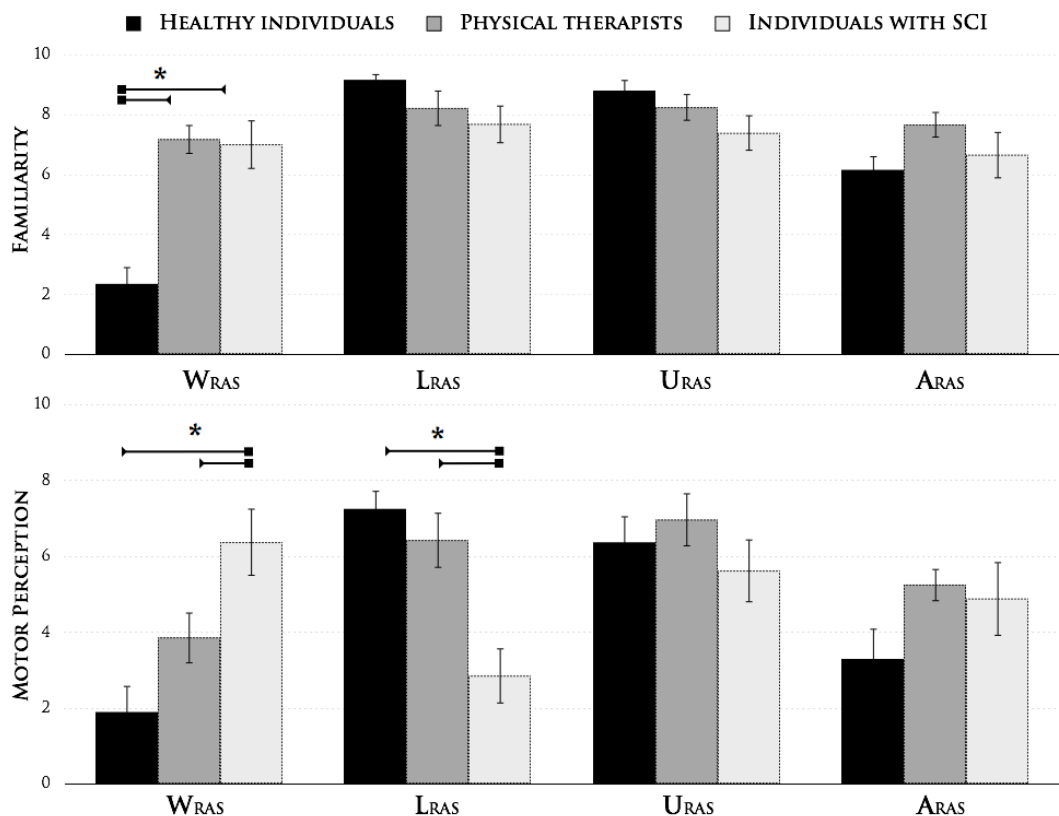 HEALTHY INDIVIDUALS PHYSICAL THERAPISTS INDIVIDUALS WITH SCI
10
8
6
4
2
0
FAMILIARITY
*
WRAS LRAS URAS ARAS
10
8
6
4
2
0
MOTOR PERCEPTION
* *
WRAS LRAS URAS ARAS